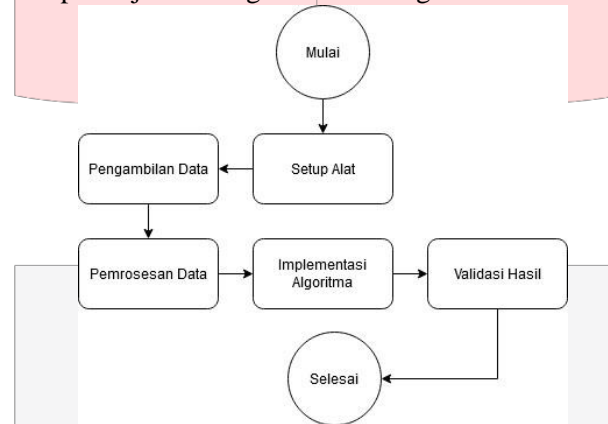 Mulai
Setup Alat
Pengambilan Data
Pemrosesan Data
Implementasi
Algoritma
Validasi Hasil
Selesai